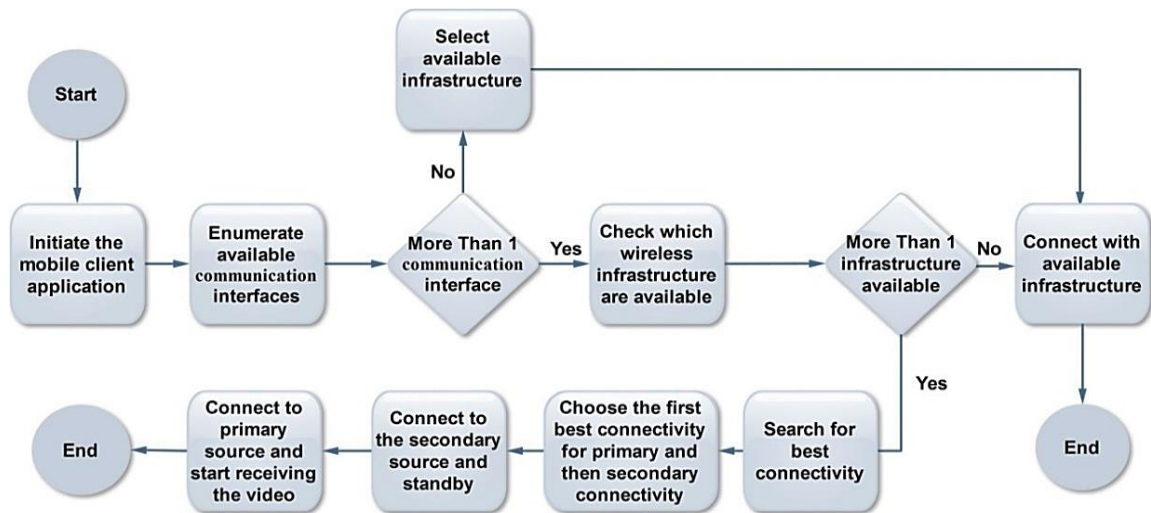 Start
Initiate the
mobile client
application
Enumerate
available
communication
interfaces
More Than 1
communication
interface
No
Select
available
infrastructure
Yes
Check which
wireless
infrastructure
are available
More Than 1
infrastructure
available
No
Connect with
available
infrastructure
End
Yes
Search for
best
connectivity
Choose the first
best connectivity
for primary and
then secondary
connectivity
Connect to
the secondary
source and
standby
Connect to
primary
source and
start receiving
the video
End